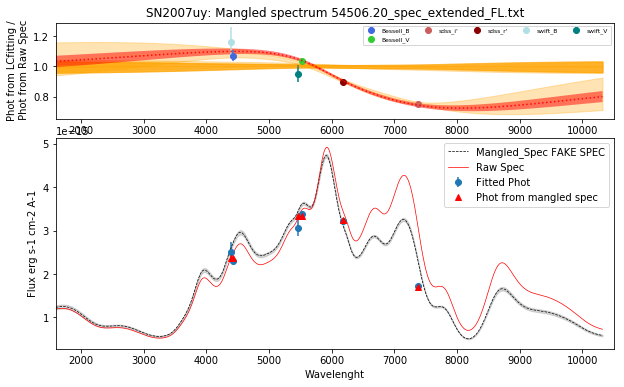 SN2007uy: Mangled spectrum 54506.20_spec_extended_FL.txt
Phot from LCfitting /
Phot from Raw Spec
1.2
1.0
0.8
Bessell_B
Bessell_V
sdss_i'
sdss_r'
swift_B
swift_V
2000 3000 4000 5000 6000 7000 8000 9000 10000
Flux erg s-1 cm-2 A-1
5
4
3
2
1
Mangled_Spec FAKE SPEC
Raw Spec
Fitted Phot
Phot from mangled spec
2000 3000 4000 5000 6000 7000 8000 9000 10000
Wavelenght